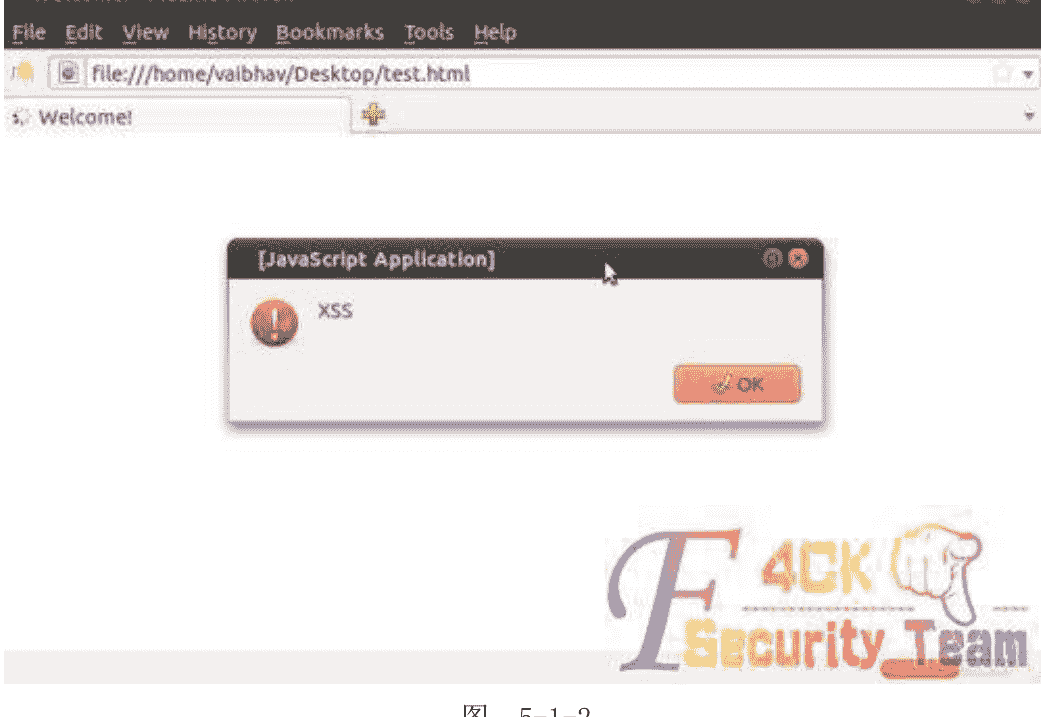 File Edit View History Bookmarks Tools Help
file:///home/vaibhav/Desktop/test.html
Welcome!
[JavaScript Application]
XSS
OK
F4CK
Security_Team
图 5-1-2